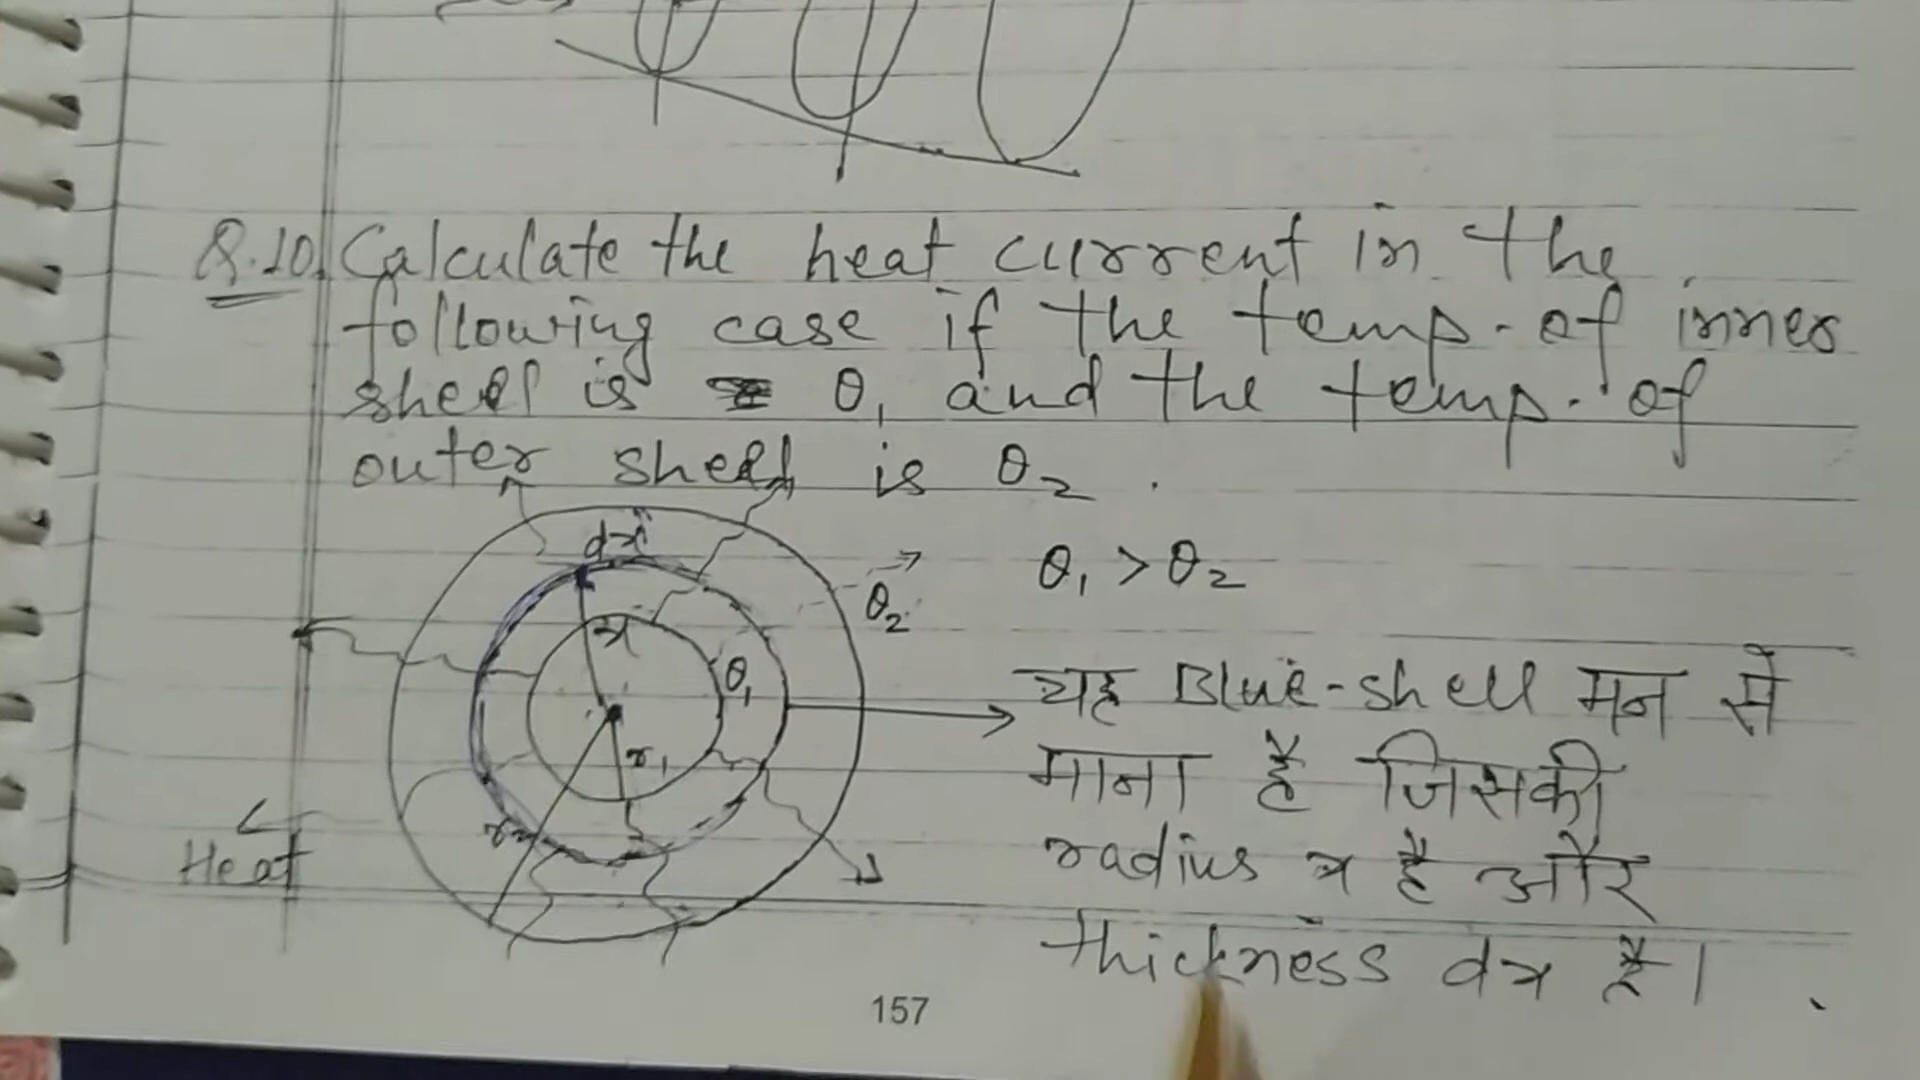 Q.10 Calculate the heat current in the
following case if the temp. of inner
shell is θ₁ and the temp. of
outer shell is θ₂ .
dx
θ₂
θ₁ > θ₂
x
θ₁
यह Blue-shell मन से
r₁
माना है जिसकी
r₂
Heat
radius x है और
thickness dx है।
157